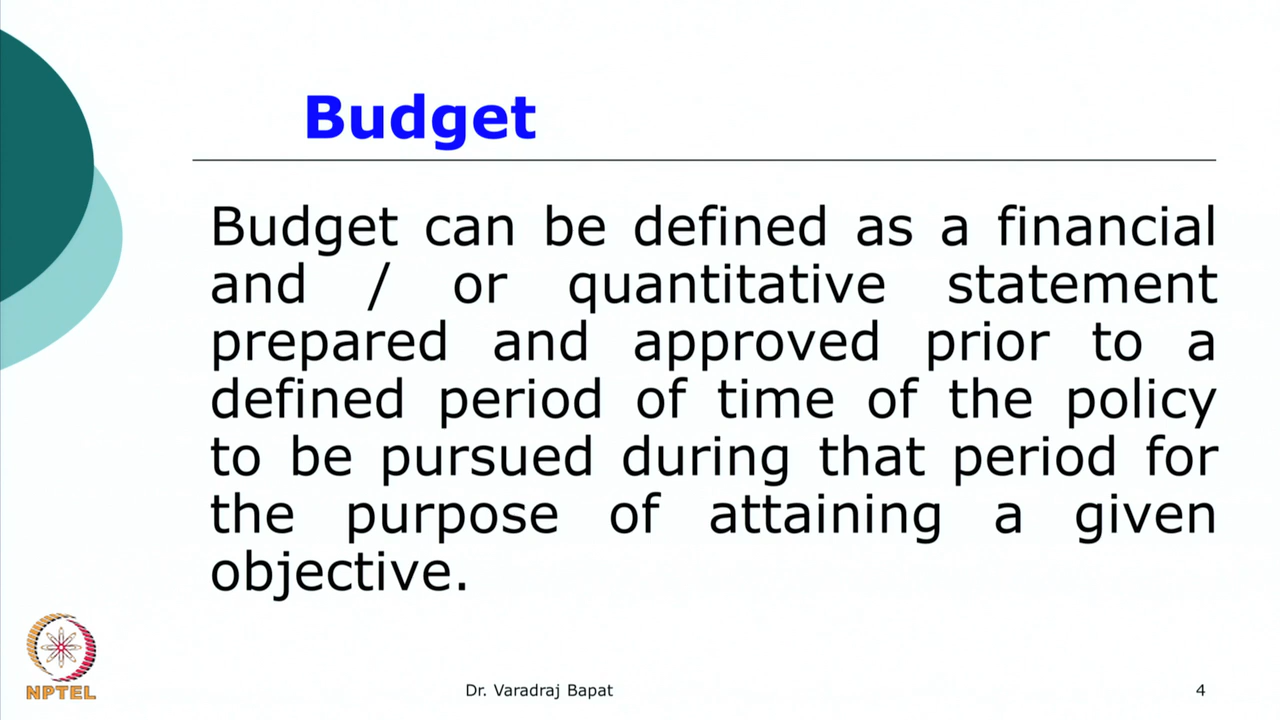 Budget
Budget can be defined as a financial
and / or quantitative statement
prepared and approved prior to a
defined period of time of the policy
to be pursued during that period for
the purpose of attaining a given
objective.
NPTEL
Dr. Varadraj Bapat
4